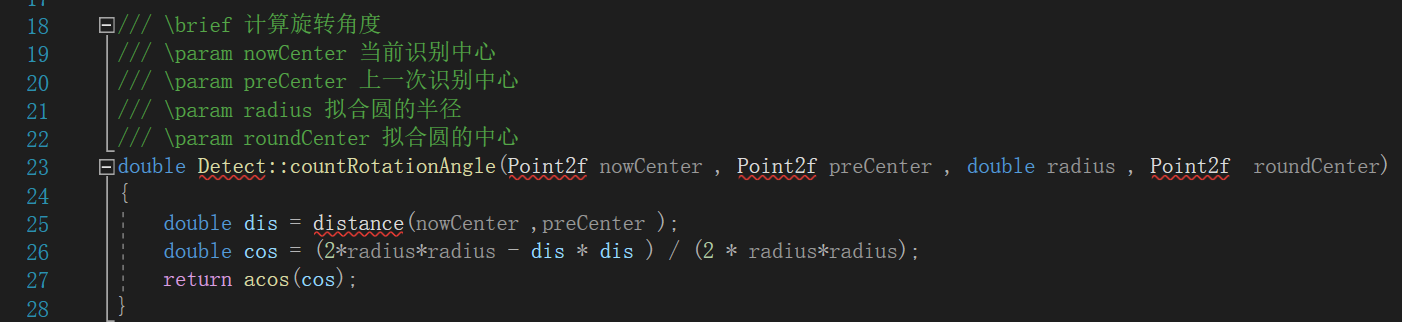 18 /// \brief 计算旋转角度
19 /// \param nowCenter 当前识别中心
20 /// \param preCenter 上一次识别中心
21 /// \param radius 拟合圆的半径
22 /// \param roundCenter 拟合圆的中心
23 double Detect::countRotationAngle(Point2f nowCenter , Point2f preCenter , double radius , Point2f  roundCenter)
24 {
25     double dis = distance(nowCenter ,preCenter );
26     double cos = (2*radius*radius - dis * dis ) / (2 * radius*radius);
27     return acos(cos);
28 }